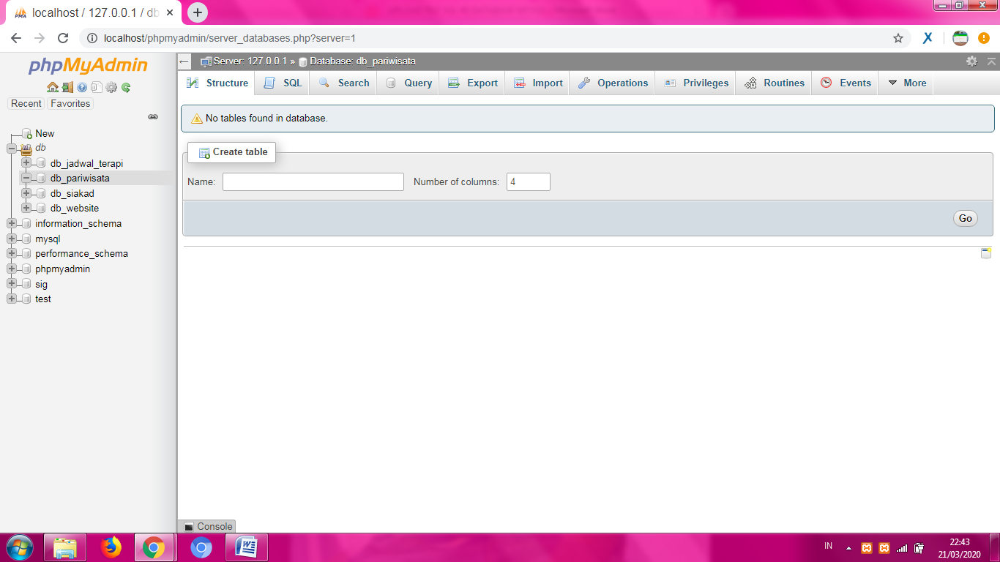 localhost / 127.0.0.1 / db
localhost/phpmyadmin/server_databases.php?server=1
phpMyAdmin
Recent Favorites
New
db
db_jadwal_terapi
db_pariwisata
db_siakad
db_website
information_schema
mysql
performance_schema
phpmyadmin
sig
test
Server: 127.0.0.1 » Database: db_pariwisata
Structure SQL Search Query Export Import Operations Privileges Routines Events More
No tables found in database.
Create table
Name: Number of columns: 4
Go
Console
IN
22:43
21/03/2020